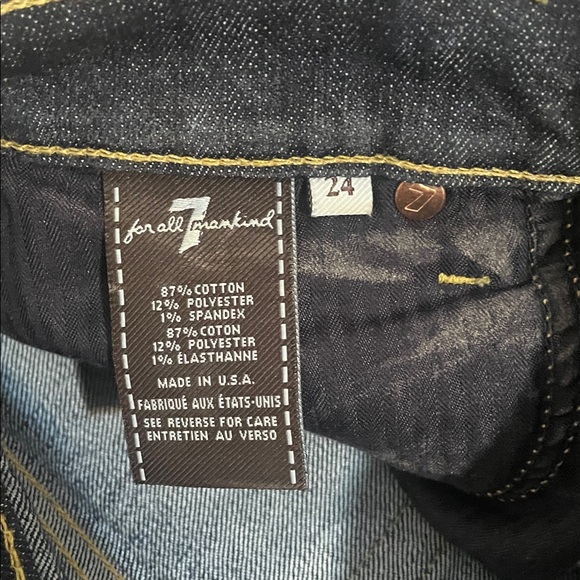 for all 7 mankind
24
7
87% COTTON
12% POLYESTER
1% SPANDEX
87% COTON
12% POLYESTER
1% ÉLASTHANNE
MADE IN U.S.A.
FABRIQUÉ AUX ÉTATS-UNIS
SEE REVERSE FOR CARE
ENTRETIEN AU VERSO